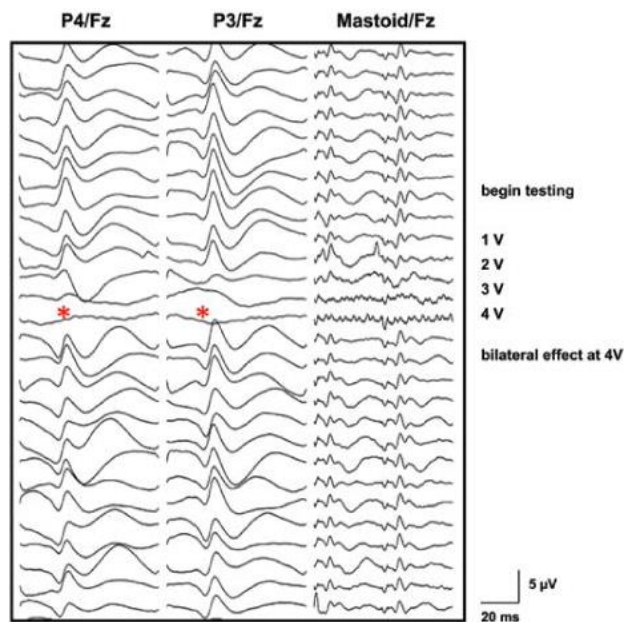 P4/Fz P3/Fz Mastoid/Fz
begin testing
1 V
2 V
3 V
4 V
* *
bilateral effect at 4V
5 µV
20 ms